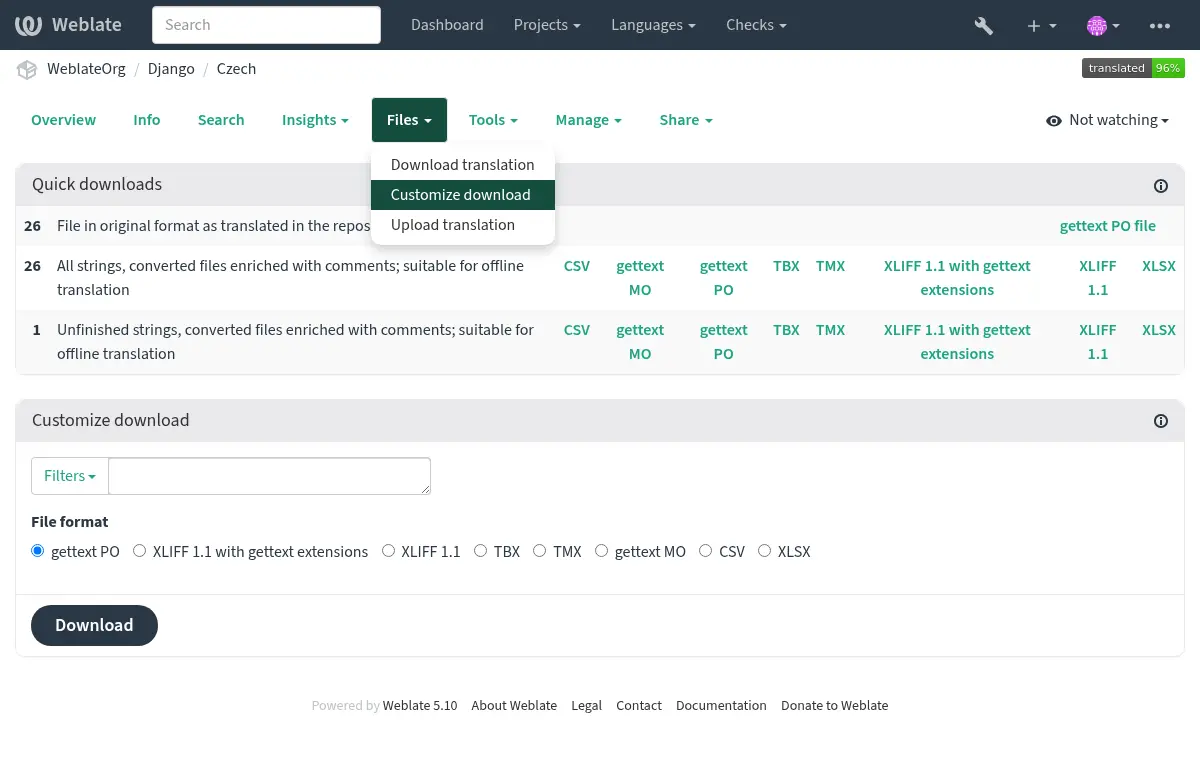 Weblate Search Dashboard Projects Languages Checks
WeblateOrg / Django / Czech translated 96%
Overview Info Search Insights Files Tools Manage Share Not watching
Download translation
Customize download
Upload translation
Quick downloads
26 File in original format as translated in the repos gettext PO file
26 All strings, converted files enriched with comments; suitable for offline CSV gettext gettext TBX TMX XLIFF 1.1 with gettext XLIFF XLSX
translation MO PO extensions 1.1
1 Unfinished strings, converted files enriched with comments; suitable for CSV gettext gettext TBX TMX XLIFF 1.1 with gettext XLIFF XLSX
offline translation MO PO extensions 1.1
Customize download
Filters
File format
gettext PO XLIFF 1.1 with gettext extensions XLIFF 1.1 TBX TMX gettext MO CSV XLSX
Download
Powered by Weblate 5.10 About Weblate Legal Contact Documentation Donate to Weblate